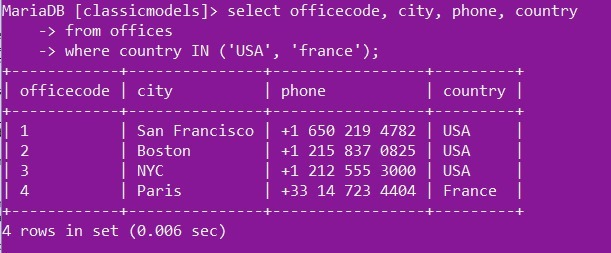 MariaDB [classicmodels]> select officecode, city, phone, country
    -> from offices
    -> where country IN ('USA', 'france');
+------------+---------------+-----------------+---------+
| officecode | city          | phone           | country |
+------------+---------------+-----------------+---------+
| 1          | San Francisco | +1 650 219 4782 | USA     |
| 2          | Boston        | +1 215 837 0825 | USA     |
| 3          | NYC           | +1 212 555 3000 | USA     |
| 4          | Paris         | +33 14 723 4404 | France  |
+------------+---------------+-----------------+---------+
4 rows in set (0.006 sec)